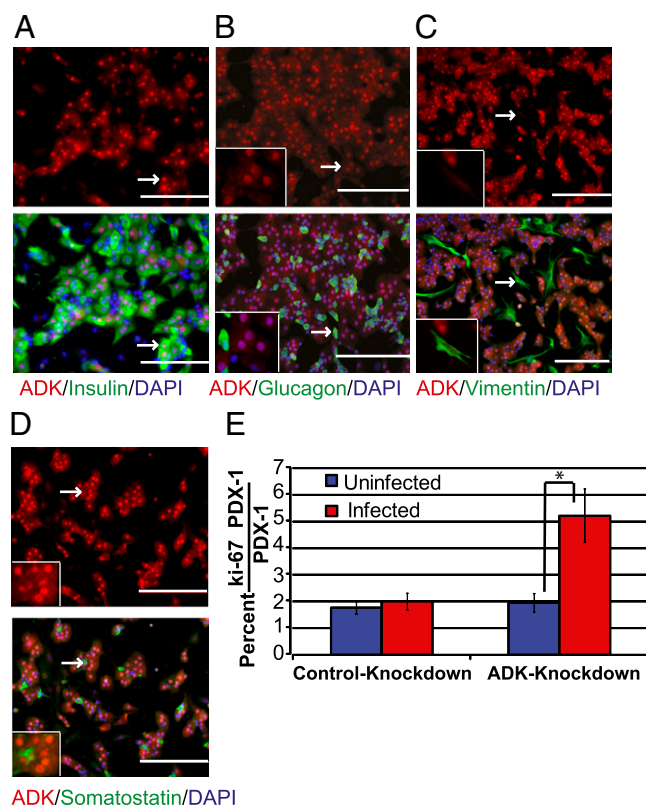 A
B
C
ADK/Insulin/DAPI
ADK/Glucagon/DAPI
ADK/Vimentin/DAPI
D
ADK/Somatostatin/DAPI
E
Percent
ki-67 PDX-1
PDX-1
7
6
5
4
3
2
1
0
Uninfected
Infected
*
Control-Knockdown
ADK-Knockdown